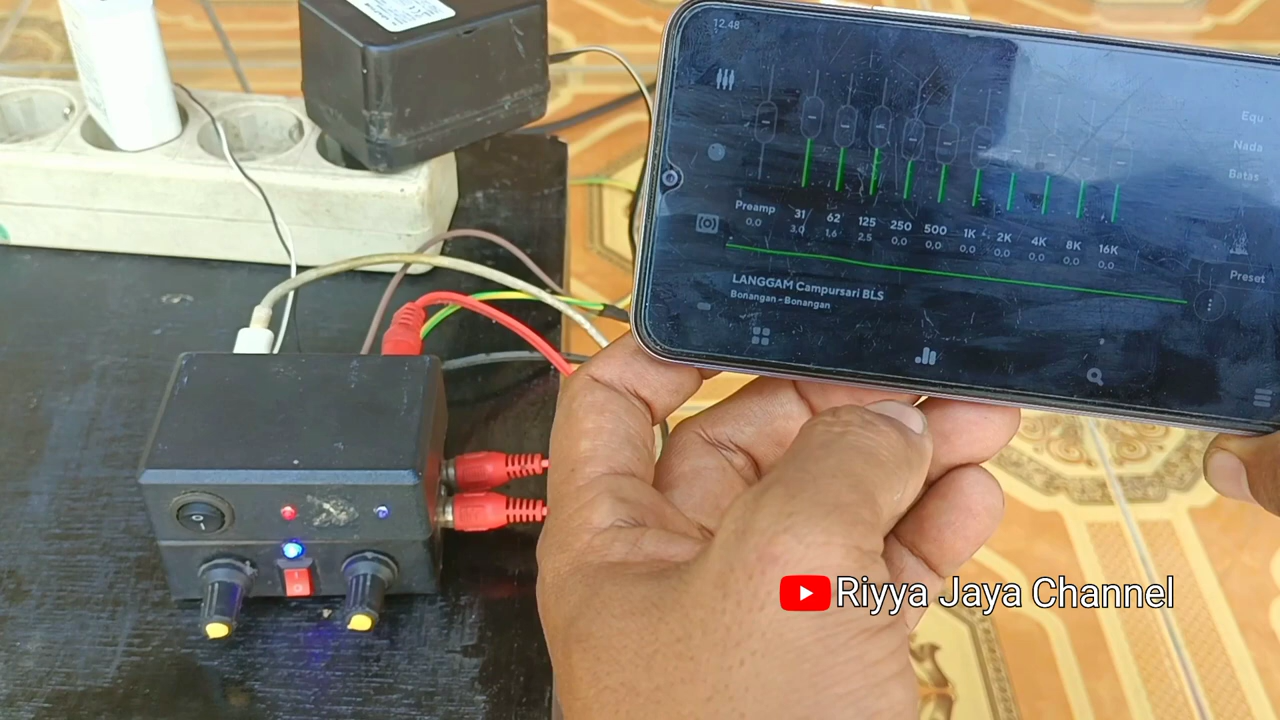 12.48
Equ
Nada
Batas
Preamp 31 62 125 250 500 1K 2K 4K 8K 16K
0,0 3,0 1,6 2,5 0,0 0,0 0,0 0,0 0,0 0,0 0,0
Preset
LANGGAM Campursari BLS
Bonangan - Bonangan
Riyya Jaya Channel